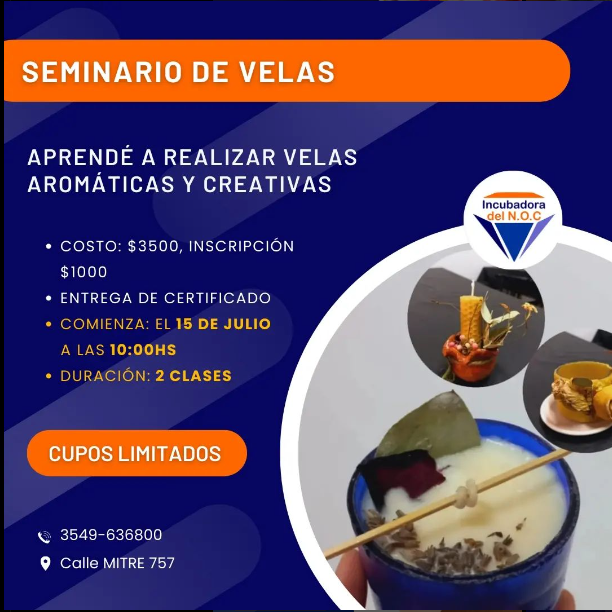 SEMINARIO DE VELAS
APRENDÉ A REALIZAR VELAS
AROMÁTICAS Y CREATIVAS
Incubadora
del N.O.C
• COSTO: $3500, INSCRIPCIÓN
$1000
• ENTREGA DE CERTIFICADO
• COMIENZA: EL 15 DE JULIO
A LAS 10:00HS
• DURACIÓN: 2 CLASES
CUPOS LIMITADOS
3549-636800
Calle MITRE 757